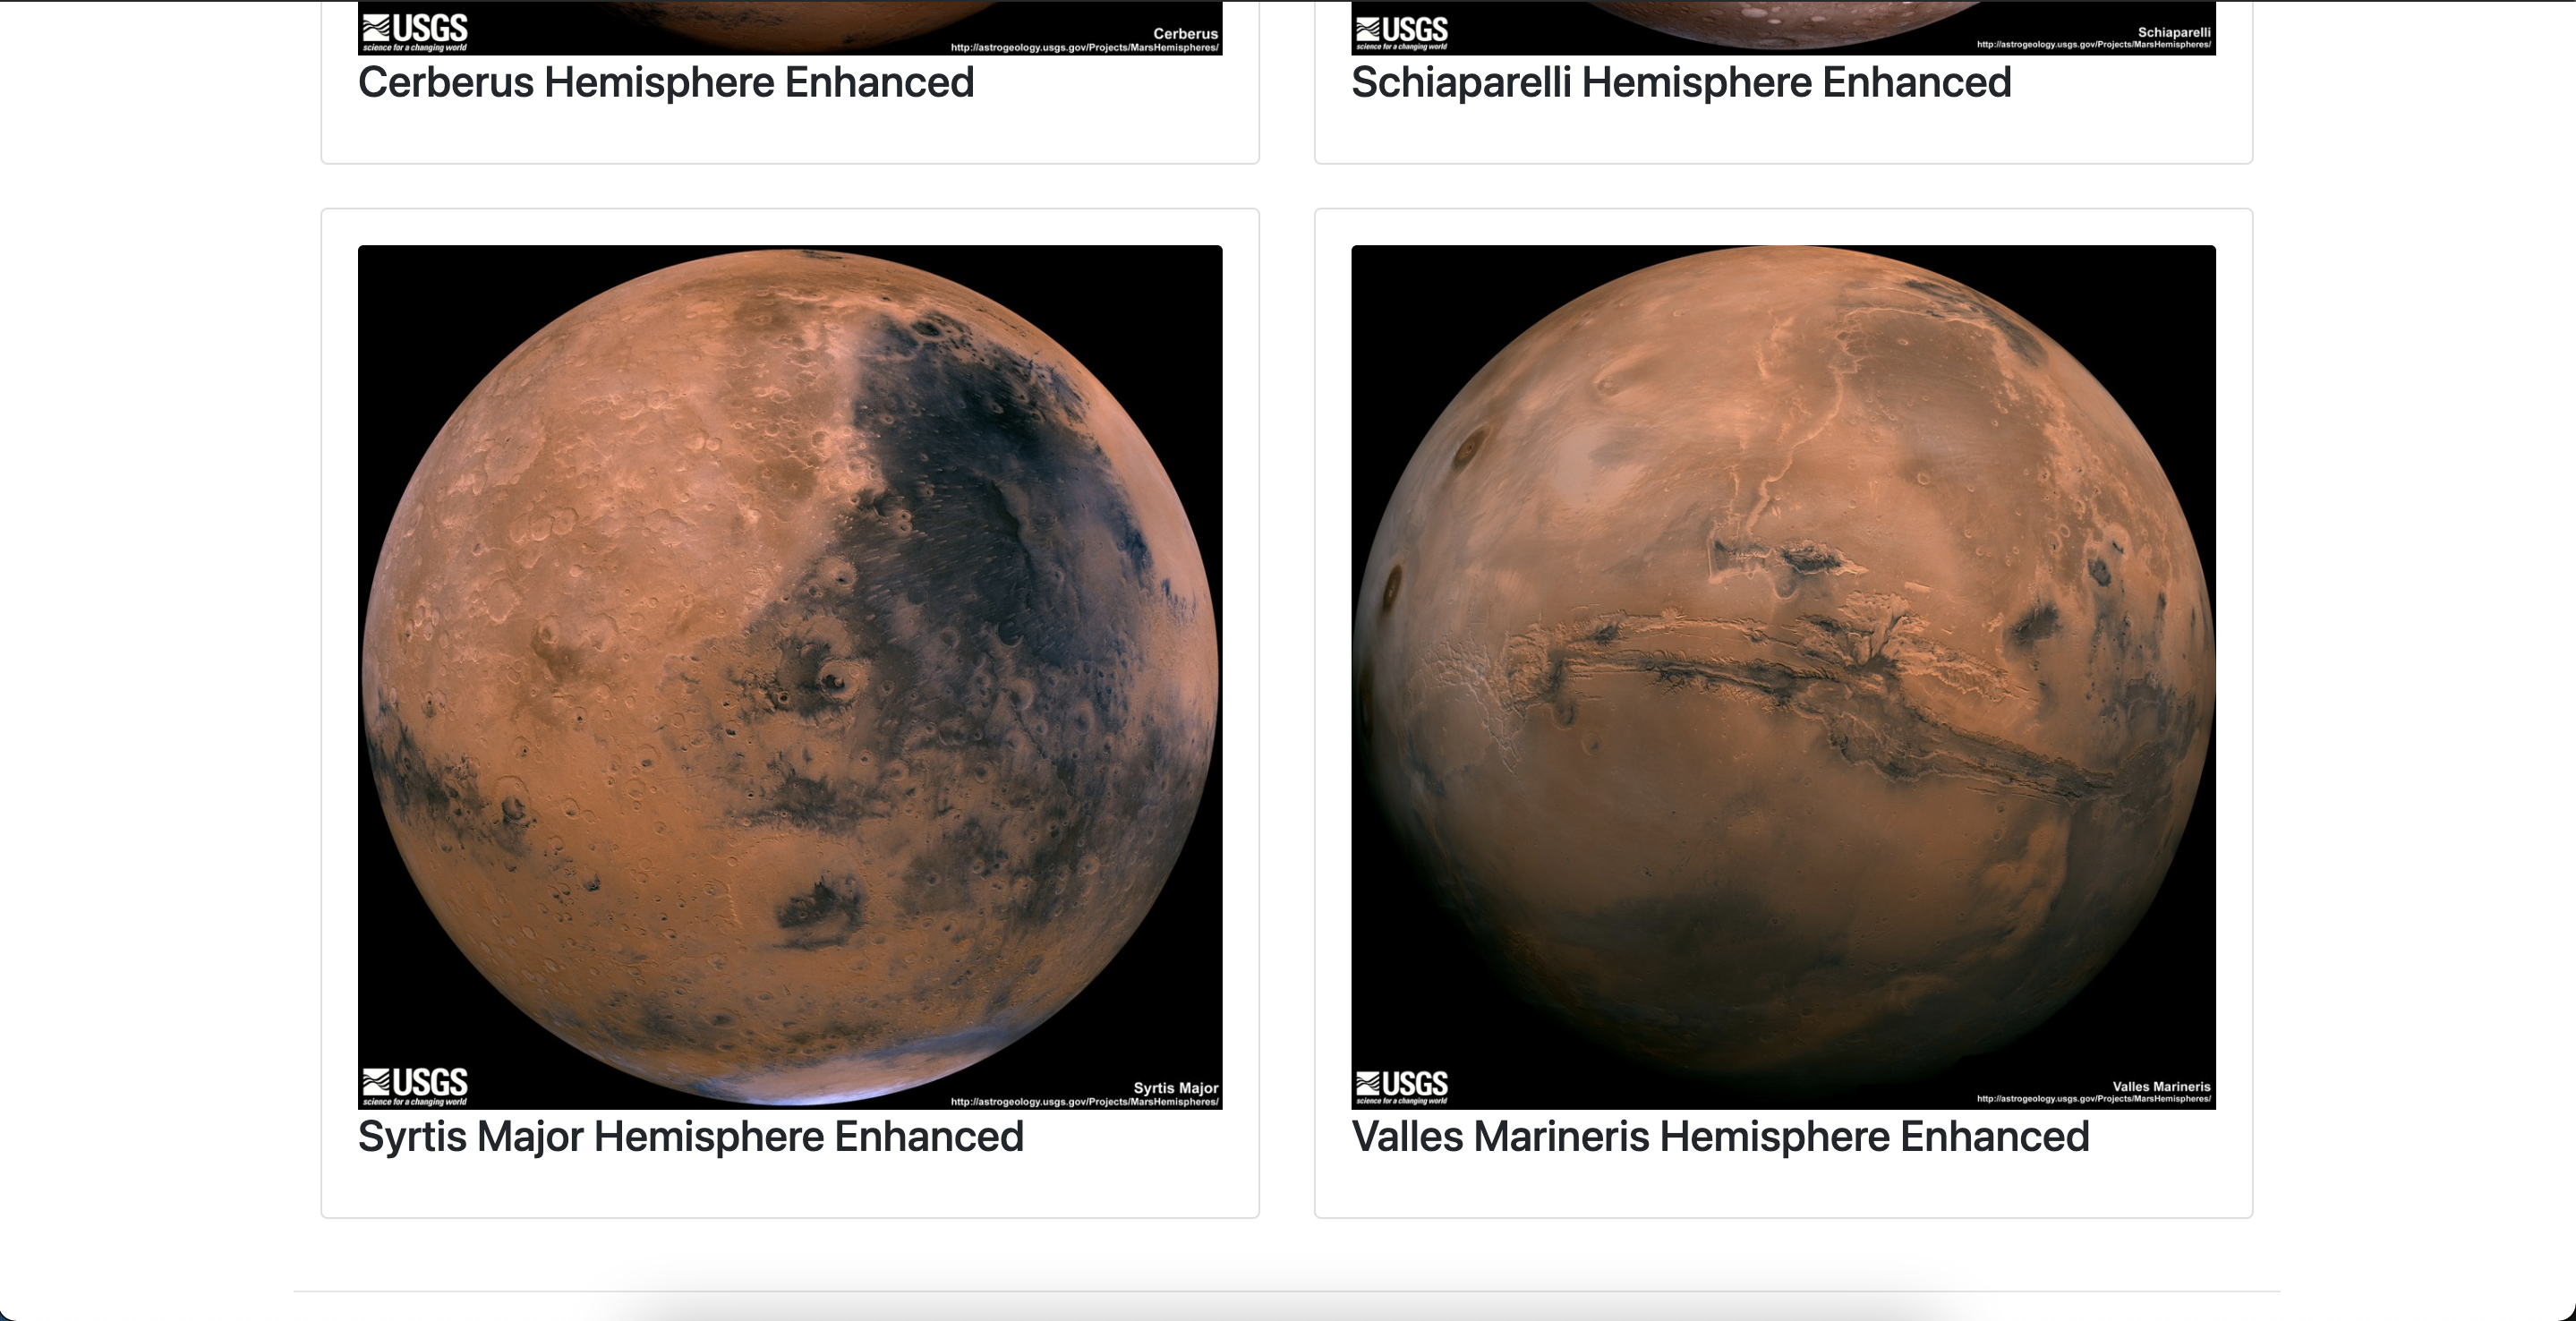 USGS
science for a changing world
Cerberus
http://astrogeology.usgs.gov/Projects/MarsHemispheres/
Cerberus Hemisphere Enhanced
USGS
science for a changing world
Schiaparelli
http://astrogeology.usgs.gov/Projects/MarsHemispheres/
Schiaparelli Hemisphere Enhanced
USGS
science for a changing world
Syrtis Major
http://astrogeology.usgs.gov/Projects/MarsHemispheres/
Syrtis Major Hemisphere Enhanced
USGS
science for a changing world
Valles Marineris
http://astrogeology.usgs.gov/Projects/MarsHemispheres/
Valles Marineris Hemisphere Enhanced